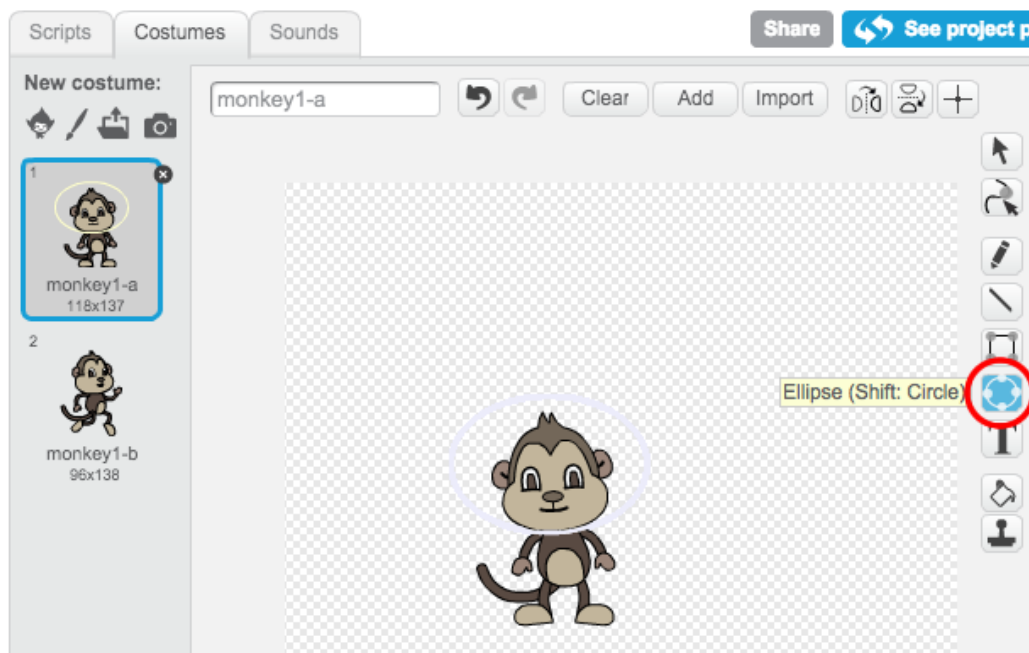 Scripts Costumes Sounds Share See project p
New costume:
monkey1-a Clear Add Import
1
monkey1-a
118x137
2
monkey1-b
96x138
Ellipse (Shift: Circle)
T